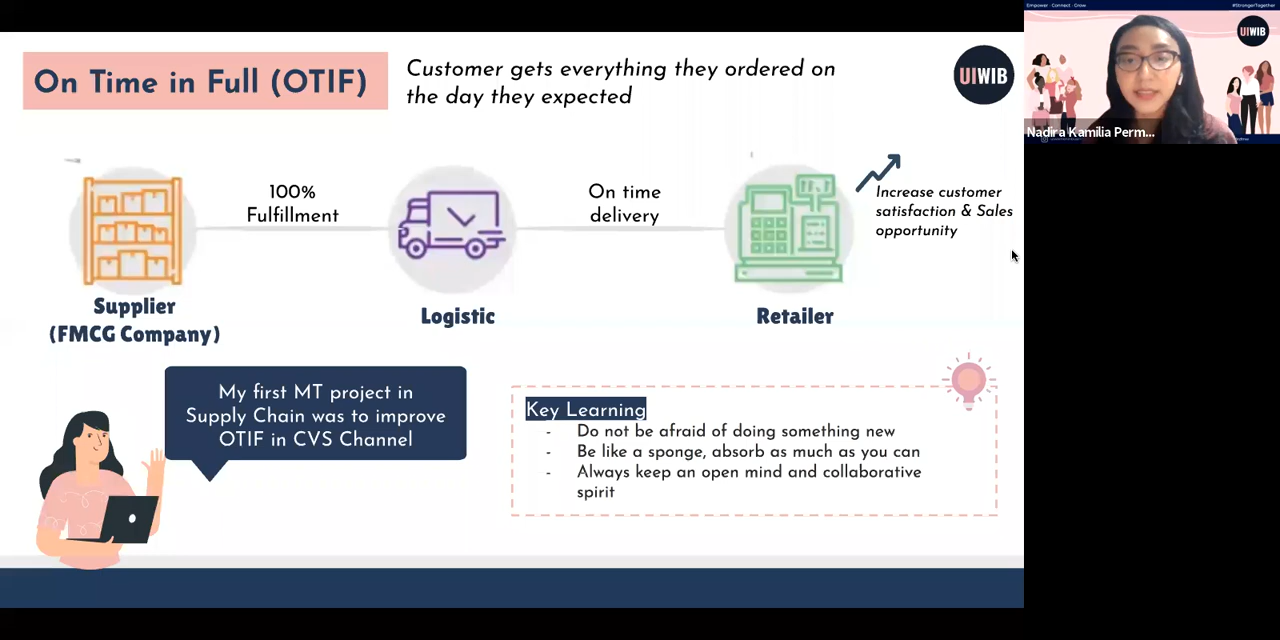 On Time in Full (OTIF)
Customer gets everything they ordered on
the day they expected
UIWIB
100%
Fulfillment
On time
delivery
Increase customer
satisfaction & Sales
opportunity
Supplier
(FMCG Company)
Logistic
Retailer
My first MT project in
Supply Chain was to improve
OTIF in CVS Channel
Key Learning
- Do not be afraid of doing something new
- Be like a sponge, absorb as much as you can
- Always keep an open mind and collaborative
spirit
Empower · Connect · Grow
#StrongerTogether
UIWIB
Nadira Kamilia Perm...